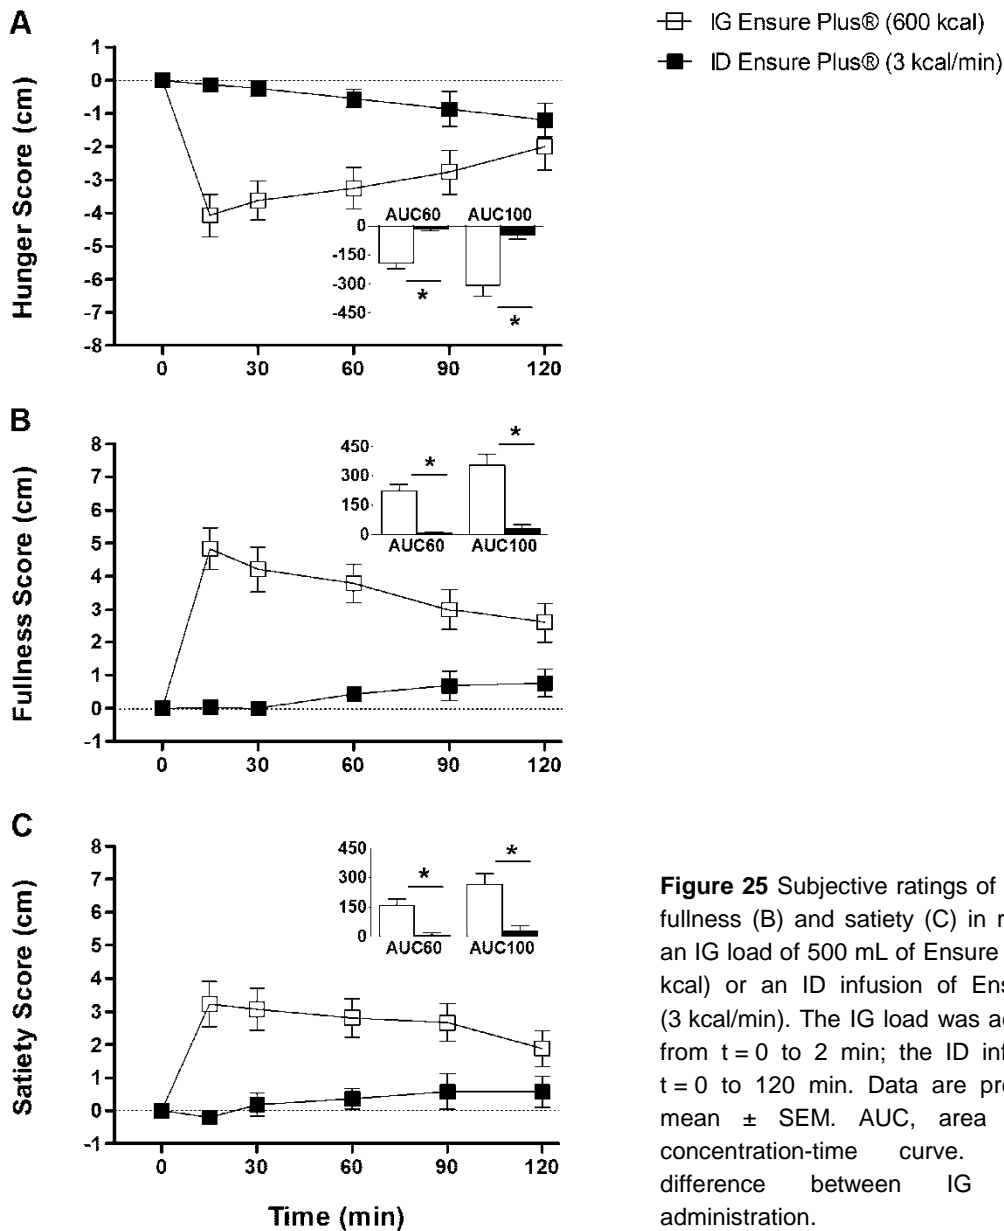 A
IG Ensure Plus® (600 kcal)
ID Ensure Plus® (3 kcal/min)
Hunger Score (cm)
1
0
-1
-2
-3
-4
-5
-6
-7
-8
0 30 60 90 120
AUC60 AUC100
0
-150
-300
-450
*
*
B
Fullness Score (cm)
8
7
6
5
4
3
2
1
0
-1
0 30 60 90 120
450
300
150
0
*
*
AUC60 AUC100
C
Satiety Score (cm)
8
7
6
5
4
3
2
1
0
-1
0 30 60 90 120
Time (min)
450
300
150
0
*
*
AUC60 AUC100
Figure 25 Subjective ratings of
fullness (B) and satiety (C) in
an IG load of 500 mL of Ensure
kcal) or an ID infusion of
(3 kcal/min). The IG load was
from t = 0 to 2 min; the ID
t = 0 to 120 min. Data are
mean ± SEM. AUC, area
concentration-time curve.
difference between IG
administration.